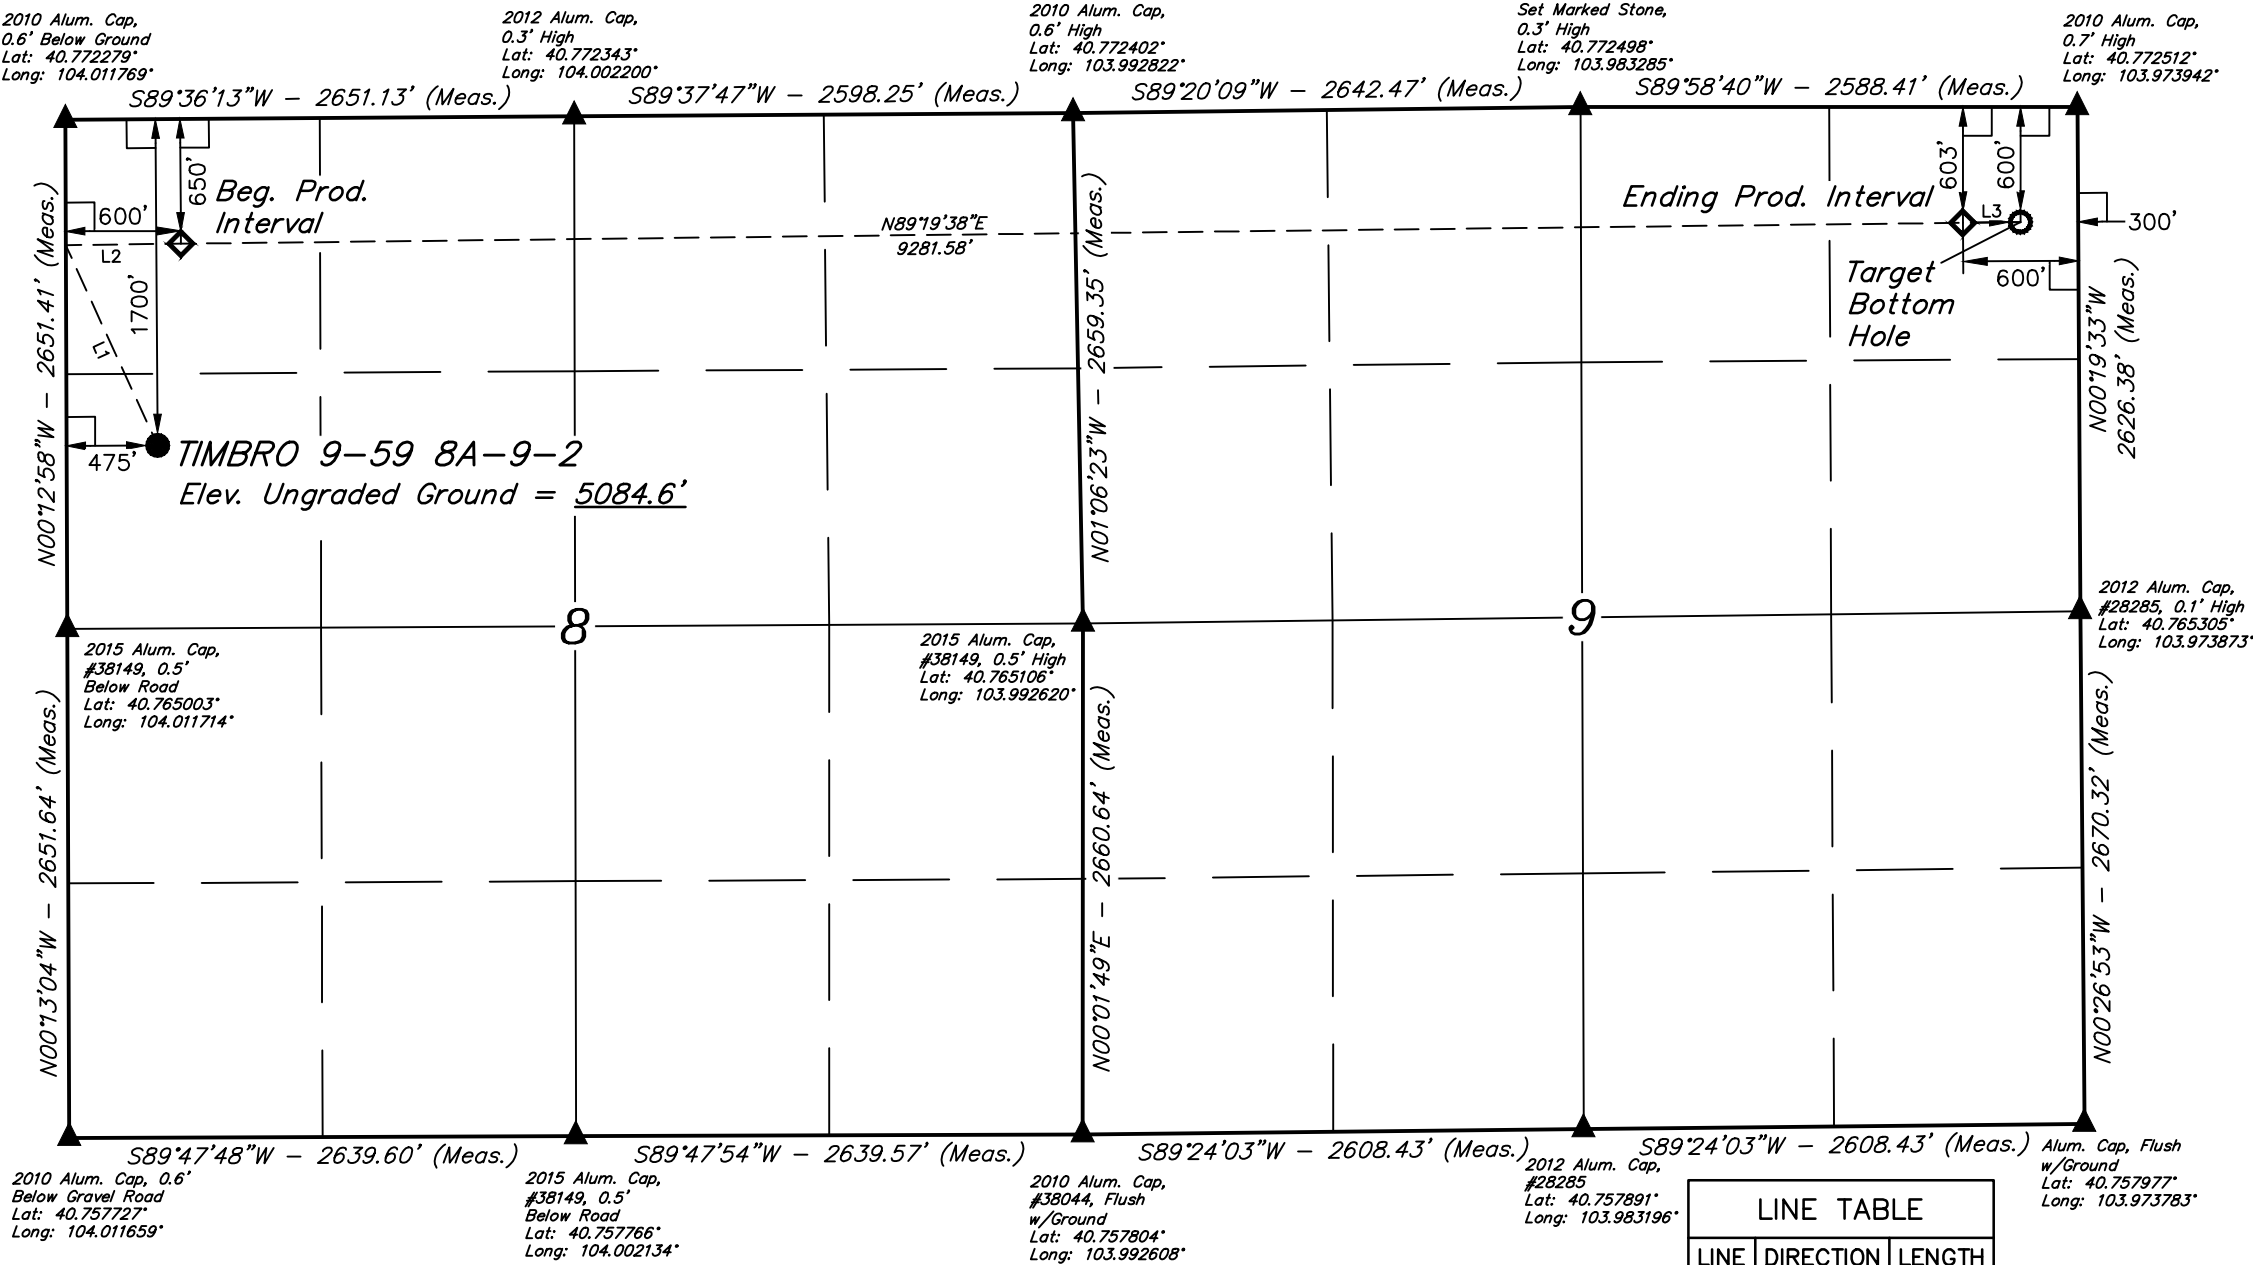 2010 Alum. Cap,
0.6' Below Ground
Lat: 40.772279°
Long: 104.011769°
2012 Alum. Cap,
0.3' High
Lat: 40.772343°
Long: 104.002200°
2010 Alum. Cap,
0.6' High
Lat: 40.772402°
Long: 103.992822°
Set Marked Stone,
0.3' High
Lat: 40.772498°
Long: 103.983285°
2010 Alum. Cap,
0.7' High
Lat: 40.772512°
Long: 103.973942°
S89°36'13"W - 2651.13' (Meas.)
S89°37'47"W - 2598.25' (Meas.)
S89°20'09"W - 2642.47' (Meas.)
S89°58'40"W - 2588.41' (Meas.)
650'
Beg. Prod.
Interval
600'
L2
1700'
L1
N89°19'38"E
9281.58'
Ending Prod. Interval
603'
600'
L3
300'
600'
Target
Bottom
Hole
N00°12'58"W - 2651.41' (Meas.)
N01°06'23"W - 2659.35' (Meas.)
N00°19'33"W
2626.38' (Meas.)
475'
TIMBRO 9-59 8A-9-2
Elev. Ungraded Ground = 5084.6'
8
9
2015 Alum. Cap,
#38149, 0.5'
Below Road
Lat: 40.765003°
Long: 104.011714°
2015 Alum. Cap,
#38149, 0.5' High
Lat: 40.765106°
Long: 103.992620°
2012 Alum. Cap,
#28285, 0.1' High
Lat: 40.765305°
Long: 103.973873°
N00°13'04"W - 2651.64' (Meas.)
N00°01'49"E - 2660.64' (Meas.)
N00°26'53"W - 2670.32' (Meas.)
S89°47'48"W - 2639.60' (Meas.)
S89°47'54"W - 2639.57' (Meas.)
S89°24'03"W - 2608.43' (Meas.)
S89°24'03"W - 2608.43' (Meas.)
2010 Alum. Cap, 0.6'
Below Gravel Road
Lat: 40.757727°
Long: 104.011659°
2015 Alum. Cap,
#38149, 0.5'
Below Road
Lat: 40.757766°
Long: 104.002134°
2010 Alum. Cap,
#38044, Flush
w/Ground
Lat: 40.757804°
Long: 103.992608°
2012 Alum. Cap,
#28285
Lat: 40.757891°
Long: 103.983196°
Alum. Cap, Flush
w/Ground
Lat: 40.757977°
Long: 103.973783°
LINE TABLE
LINE DIRECTION LENGTH